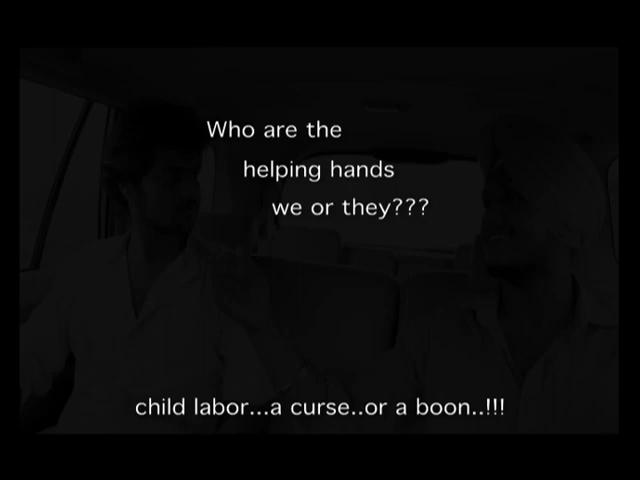 Who are the
helping hands
we or they???
child labor...a curse..or a boon..!!!